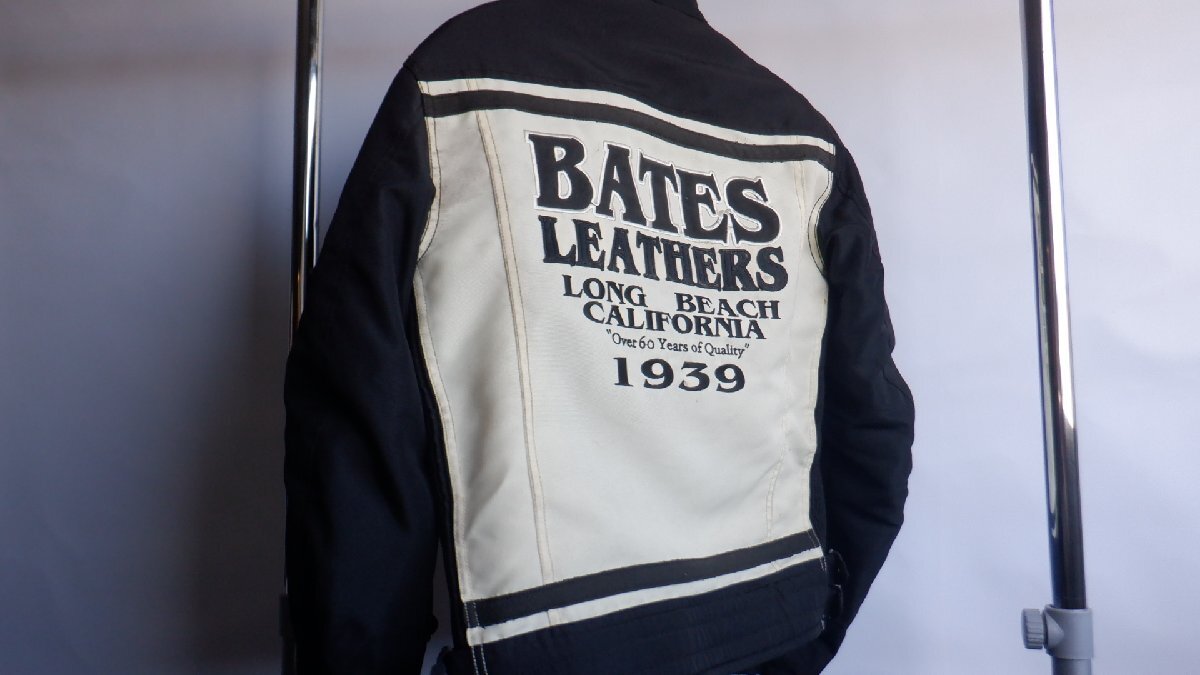 BATES
LEATHERS
LONG BEACH
CALIFORNIA
"Over 60 Years of Quality"
1939